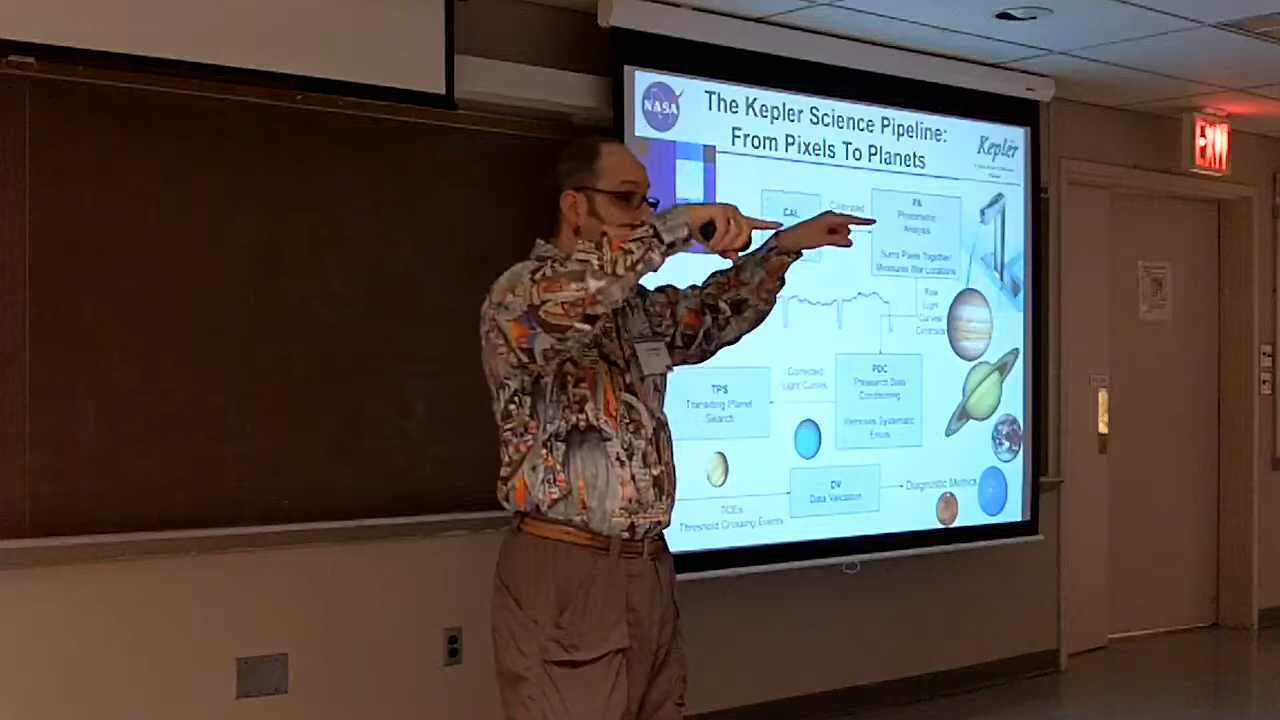 NASA
The Kepler Science Pipeline:
From Pixels To Planets
Kepler
CAL
Calibrated
PA
Photometric
Analysis
Sums Pixels Together/
Measures Star Locations
Raw
Light
Curves/
Centroids
TPS
Transiting Planet
Search
Corrected
Light Curves
PDC
Presearch Data
Conditioning
Removes Systematic
Errors
TCEs
Threshold Crossing Events
DV
Data Validation
Diagnostic Metrics
EXIT